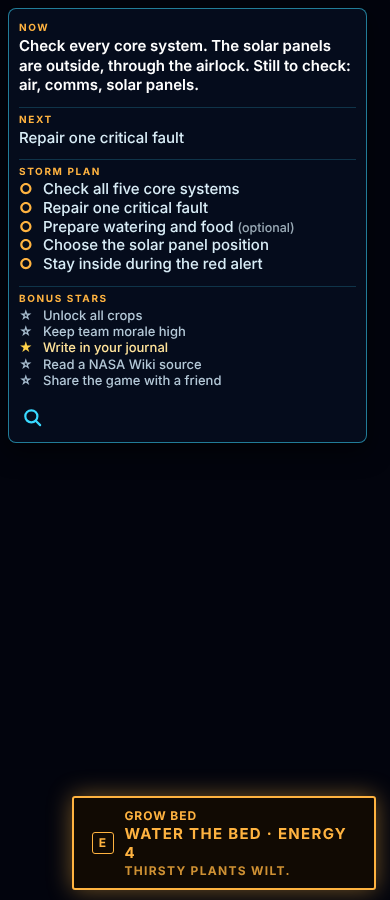 NOW
Check every core system. The solar panels
are outside, through the airlock. Still to check:
air, comms, solar panels.
NEXT
Repair one critical fault
STORM PLAN
Check all five core systems
Repair one critical fault
Prepare watering and food (optional)
Choose the solar panel position
Stay inside during the red alert
BONUS STARS
Unlock all crops
Keep team morale high
Write in your journal
Read a NASA Wiki source
Share the game with a friend
GROW BED
E
WATER THE BED · ENERGY
4
THIRSTY PLANTS WILT.